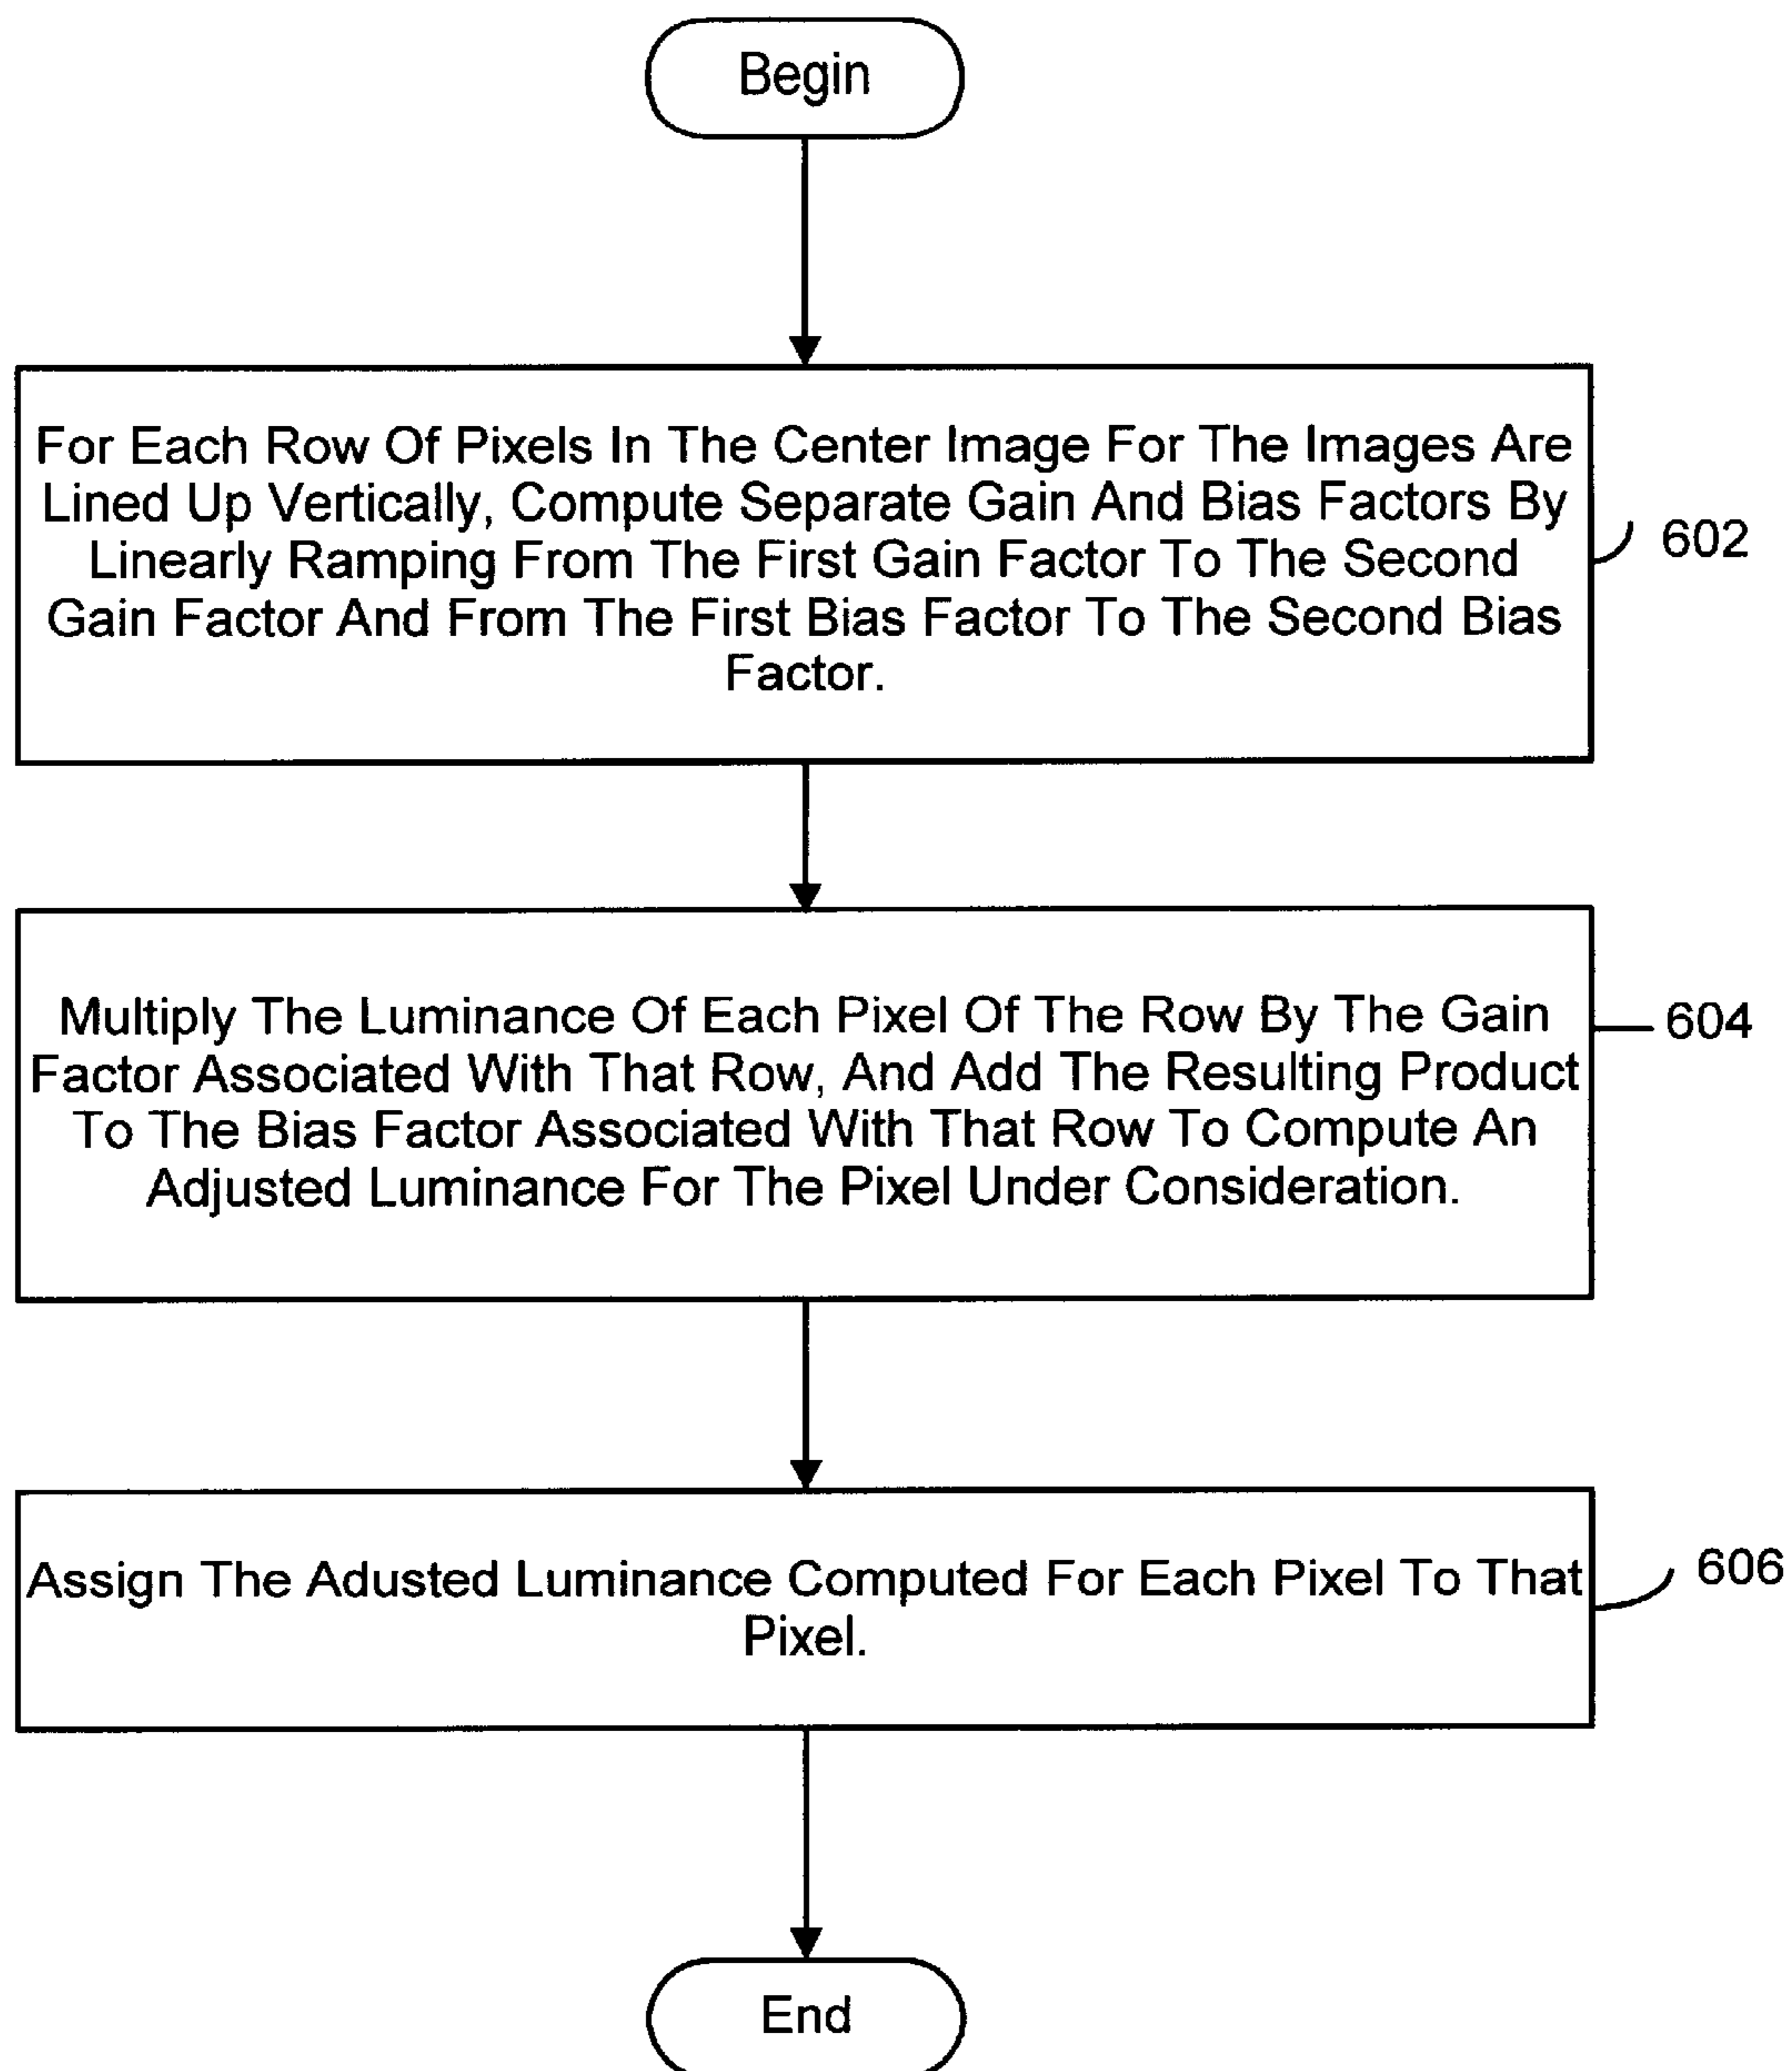 Begin
For Each Row Of Pixels In The Center Image For The Images Are
Lined Up Vertically, Compute Separate Gain And Bias Factors By
Linearly Ramping From The First Gain Factor To The Second
Gain Factor And From The First Bias Factor To The Second Bias
Factor.
602
Multiply The Luminance Of Each Pixel Of The Row By The Gain
Factor Associated With That Row, And Add The Resulting Product
To The Bias Factor Associated With That Row To Compute An
Adjusted Luminance For The Pixel Under Consideration.
604
Assign The Adusted Luminance Computed For Each Pixel To That
Pixel.
606
End